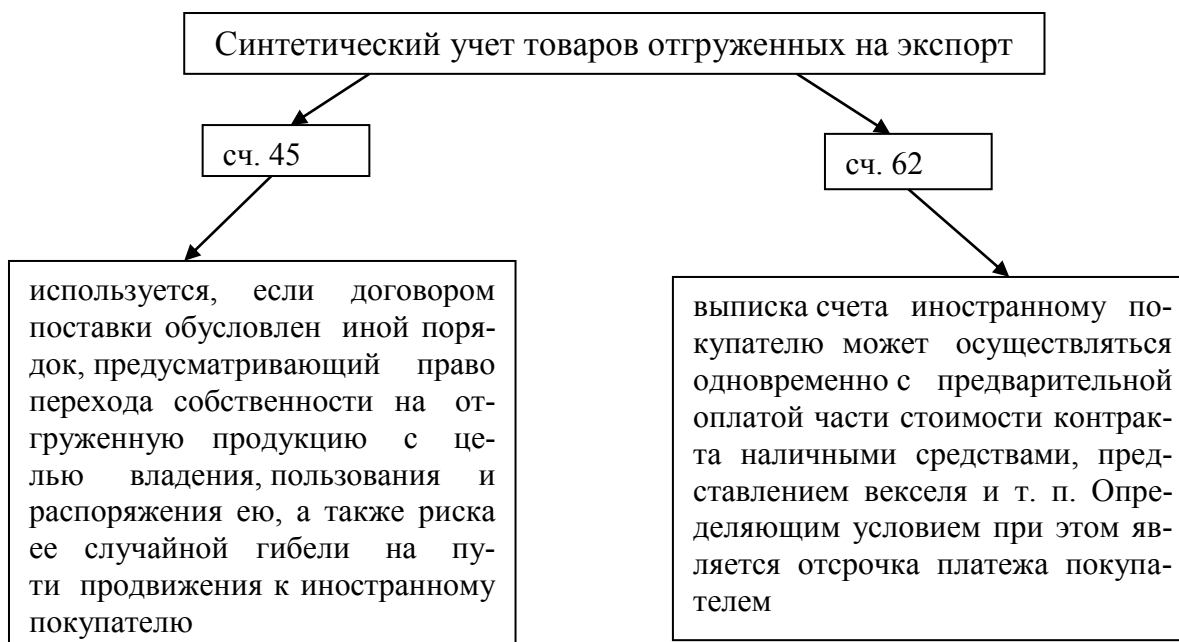 Синтетический учет товаров отгруженных на экспорт
сч. 45
сч. 62
используется, если договором
поставки обусловлен иной поря-
док, предусматривающий право
перехода собственности на от-
груженную продукцию с це-
лью владения, пользования и
распоряжения ею, а также риска
ее случайной гибели на пу-
ти продвижения к иностранному
покупателю
выписка счета иностранному по-
купателю может осуществляться
одновременно с предварительной
оплатой части стоимости контрак-
та наличными средствами, пред-
ставлением векселя и т. п. Опре-
деляющим условием при этом яв-
ляется отсрочка платежа покупа-
телем